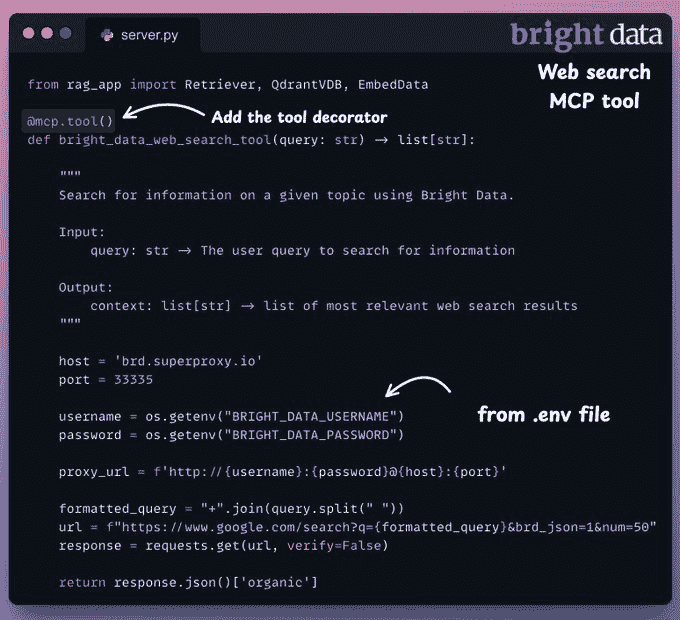 server.py
bright data
Web search
MCP tool
from rag_app import Retriever, QdrantVDB, EmbedData
@mcp.tool()
Add the tool decorator
def bright_data_web_search_tool(query: str) → list[str]:
"""
Search for information on a given topic using Bright Data.
Input:
query: str → The user query to search for information
Output:
context: list[str] → list of most relevant web search results
"""
host = 'brd.superproxy.io'
port = 33335
username = os.getenv("BRIGHT_DATA_USERNAME")
password = os.getenv("BRIGHT_DATA_PASSWORD")
from .env file
proxy_url = f'http://{username}:{password}@{host}:{port}'
formatted_query = "+".join(query.split(" "))
url = f"https://www.google.com/search?q={formatted_query}&brd_json=1&num=50"
response = requests.get(url, verify=False)
return response.json()['organic']